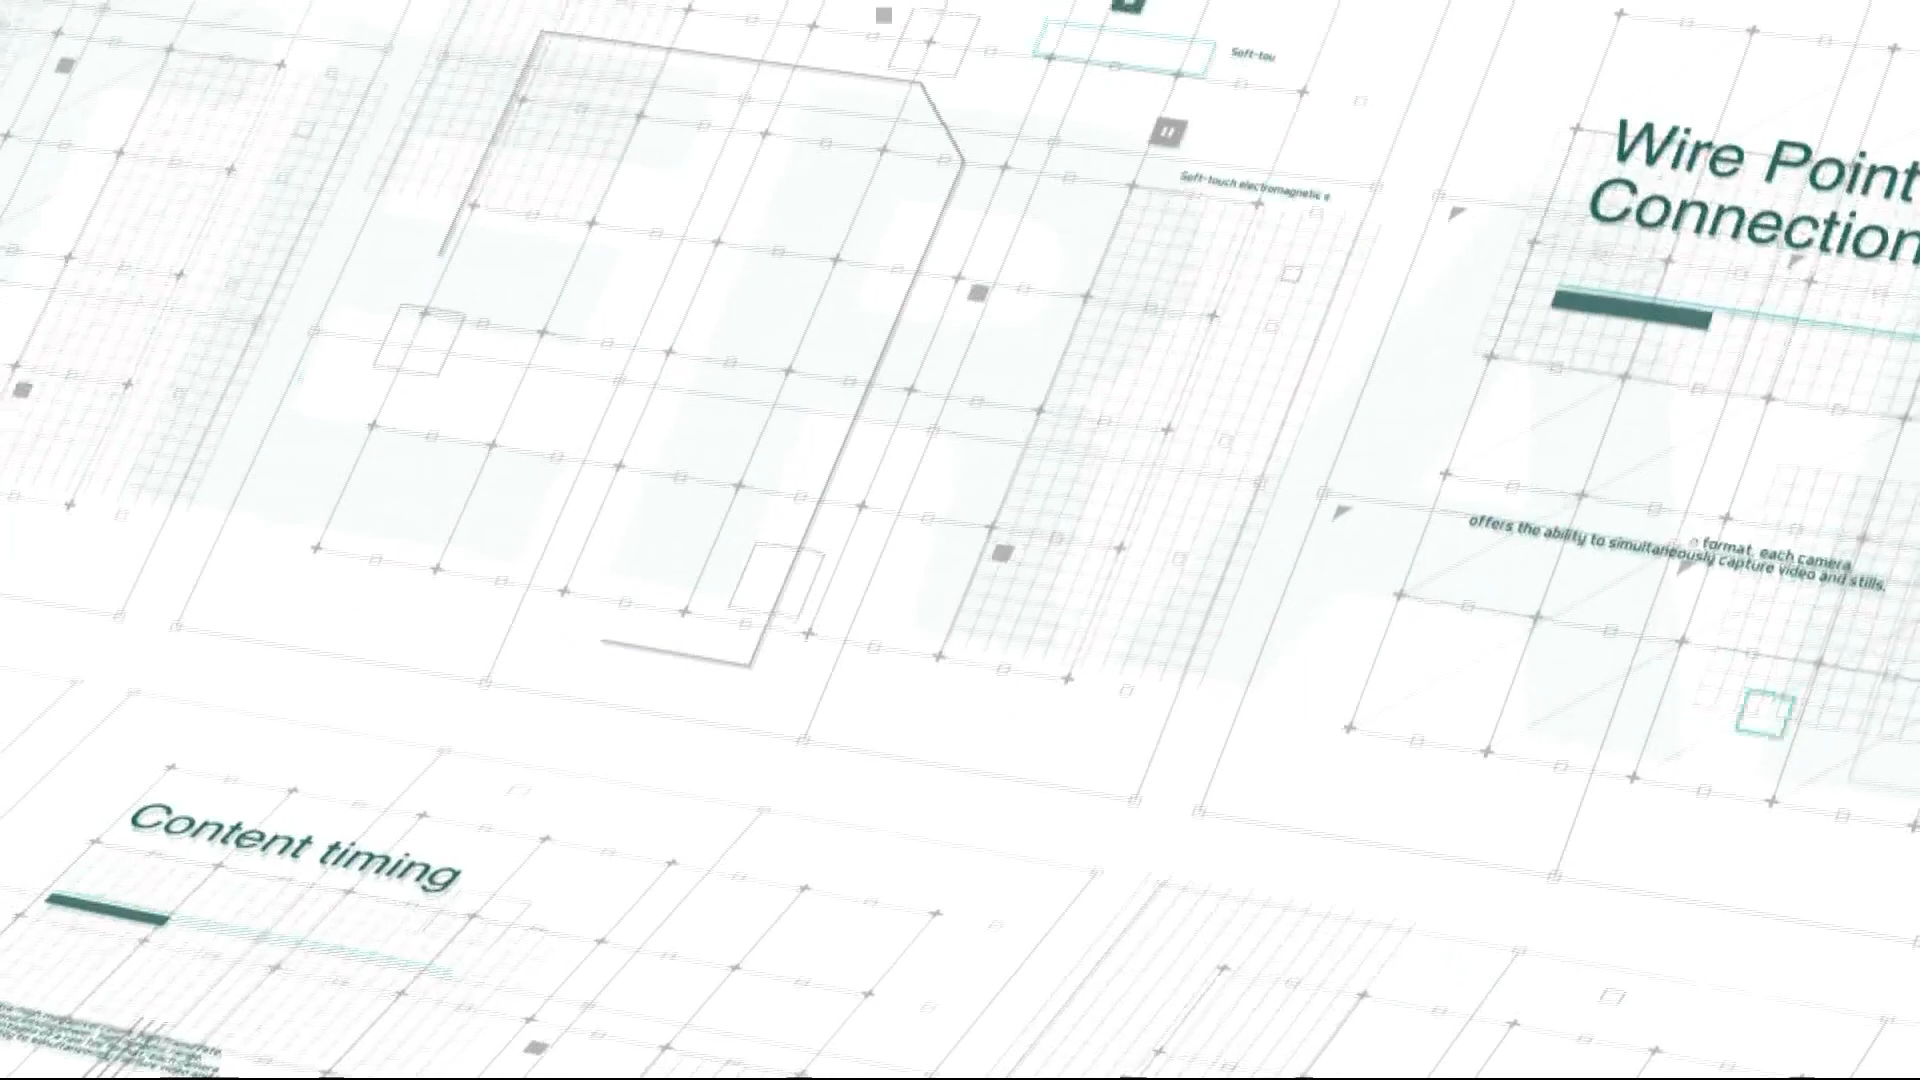 Soft-tou
Soft-touch electromagnetic s
Wire Point
Connection
format, each camera
offers the ability to simultaneously capture video and stills.
Content timing